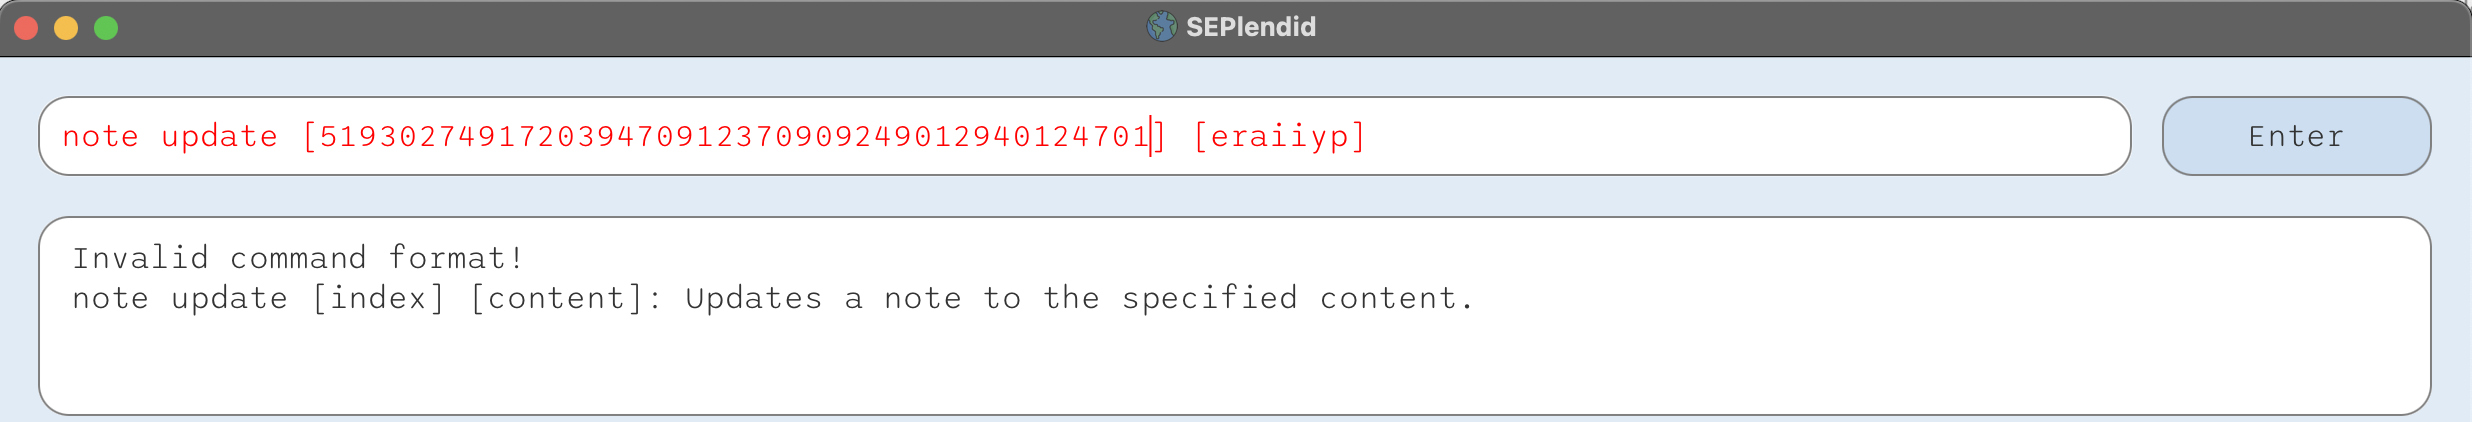 SEPlendid
note update [519302749172039470912370909249012940124701] [eraiiyp]
Enter
Invalid command format!
note update [index] [content]: Updates a note to the specified content.